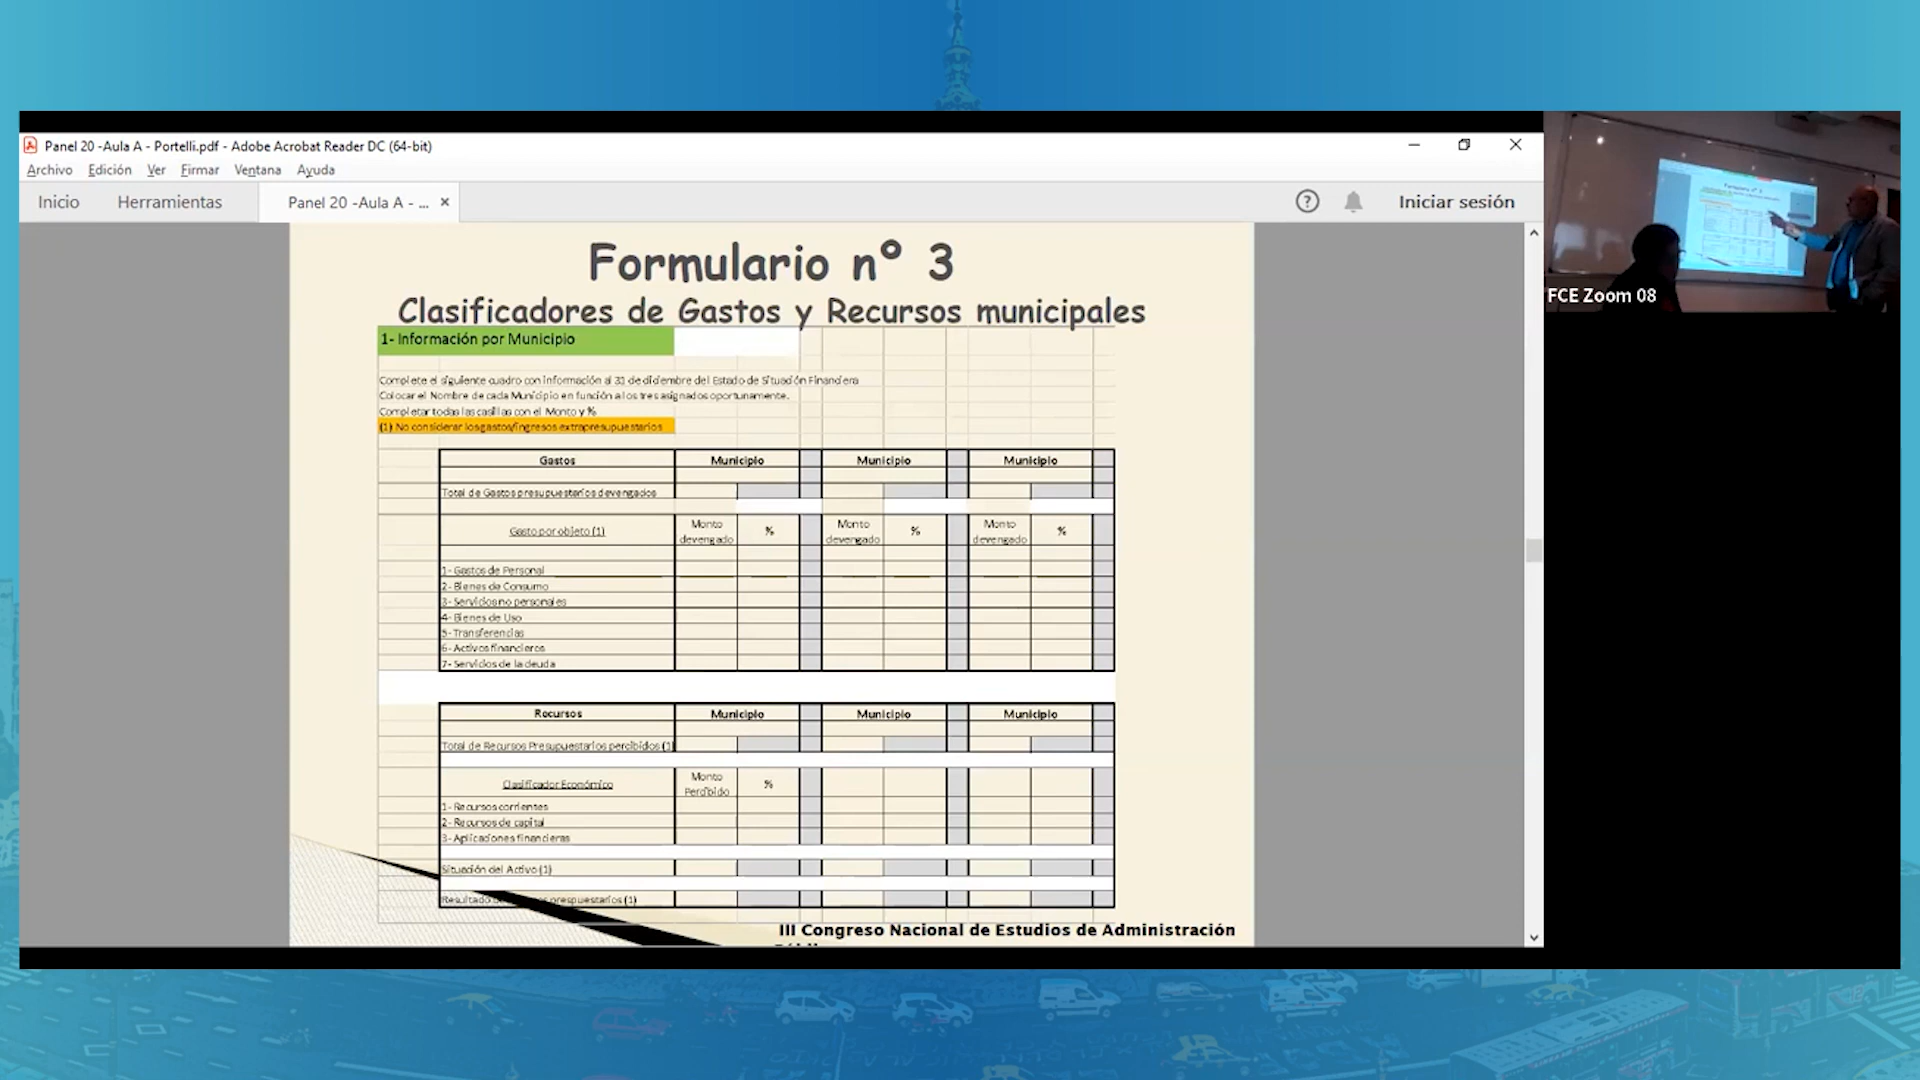 Panel 20 -Aula A - Portelli.pdf - Adobe Acrobat Reader DC (64-bit)
Archivo Edición Ver Firmar Ventana Ayuda
Inicio Herramientas Panel 20 -Aula A - ... × ? Iniciar sesión
Formulario nº 3
Clasificadores de Gastos y Recursos municipales
1- Información por Municipio
Complete el siguiente cuadro con información al 31 de diciembre del Estado de Situación Financiera
Colocar el Nombre de cada Municipio en función a los tres asignados oportunamente.
Completar todas las casillas con el Monto y %
(1) No considerar los gastos/ingresos extrapresupuestarios
Gastos Municipio Municipio Municipio
Total de Gastos presupuestarios devengados
Gasto por objeto (1) Monto devengado % Monto devengado % Monto devengado %
1- Gastos de Personal
2- Bienes de Consumo
3- Servicios no personales
4- Bienes de Uso
5- Transferencias
6- Activos financieros
7- Servicios de la deuda
Recursos Municipio Municipio Municipio
Total de Recursos Presupuestarios percibidos (1)
Clasificador Económico Monto Percibido %
1- Recursos corrientes
2- Recursos de capital
3- Aplicaciones financieras
Situación del Activo (1)
Resultado prespuestarios (1)
III Congreso Nacional de Estudios de Administración
FCE Zoom 08